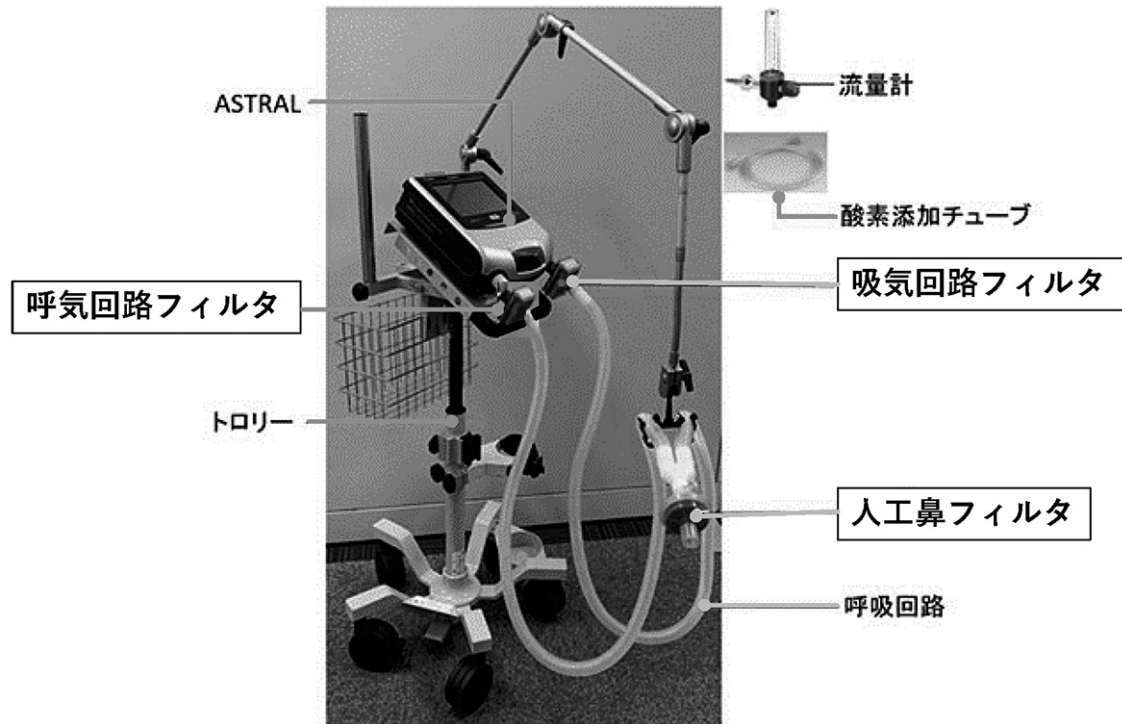 ASTRAL
流量計
酸素添加チューブ
呼気回路フィルタ
吸気回路フィルタ
トロリー
人工鼻フィルタ
呼吸回路